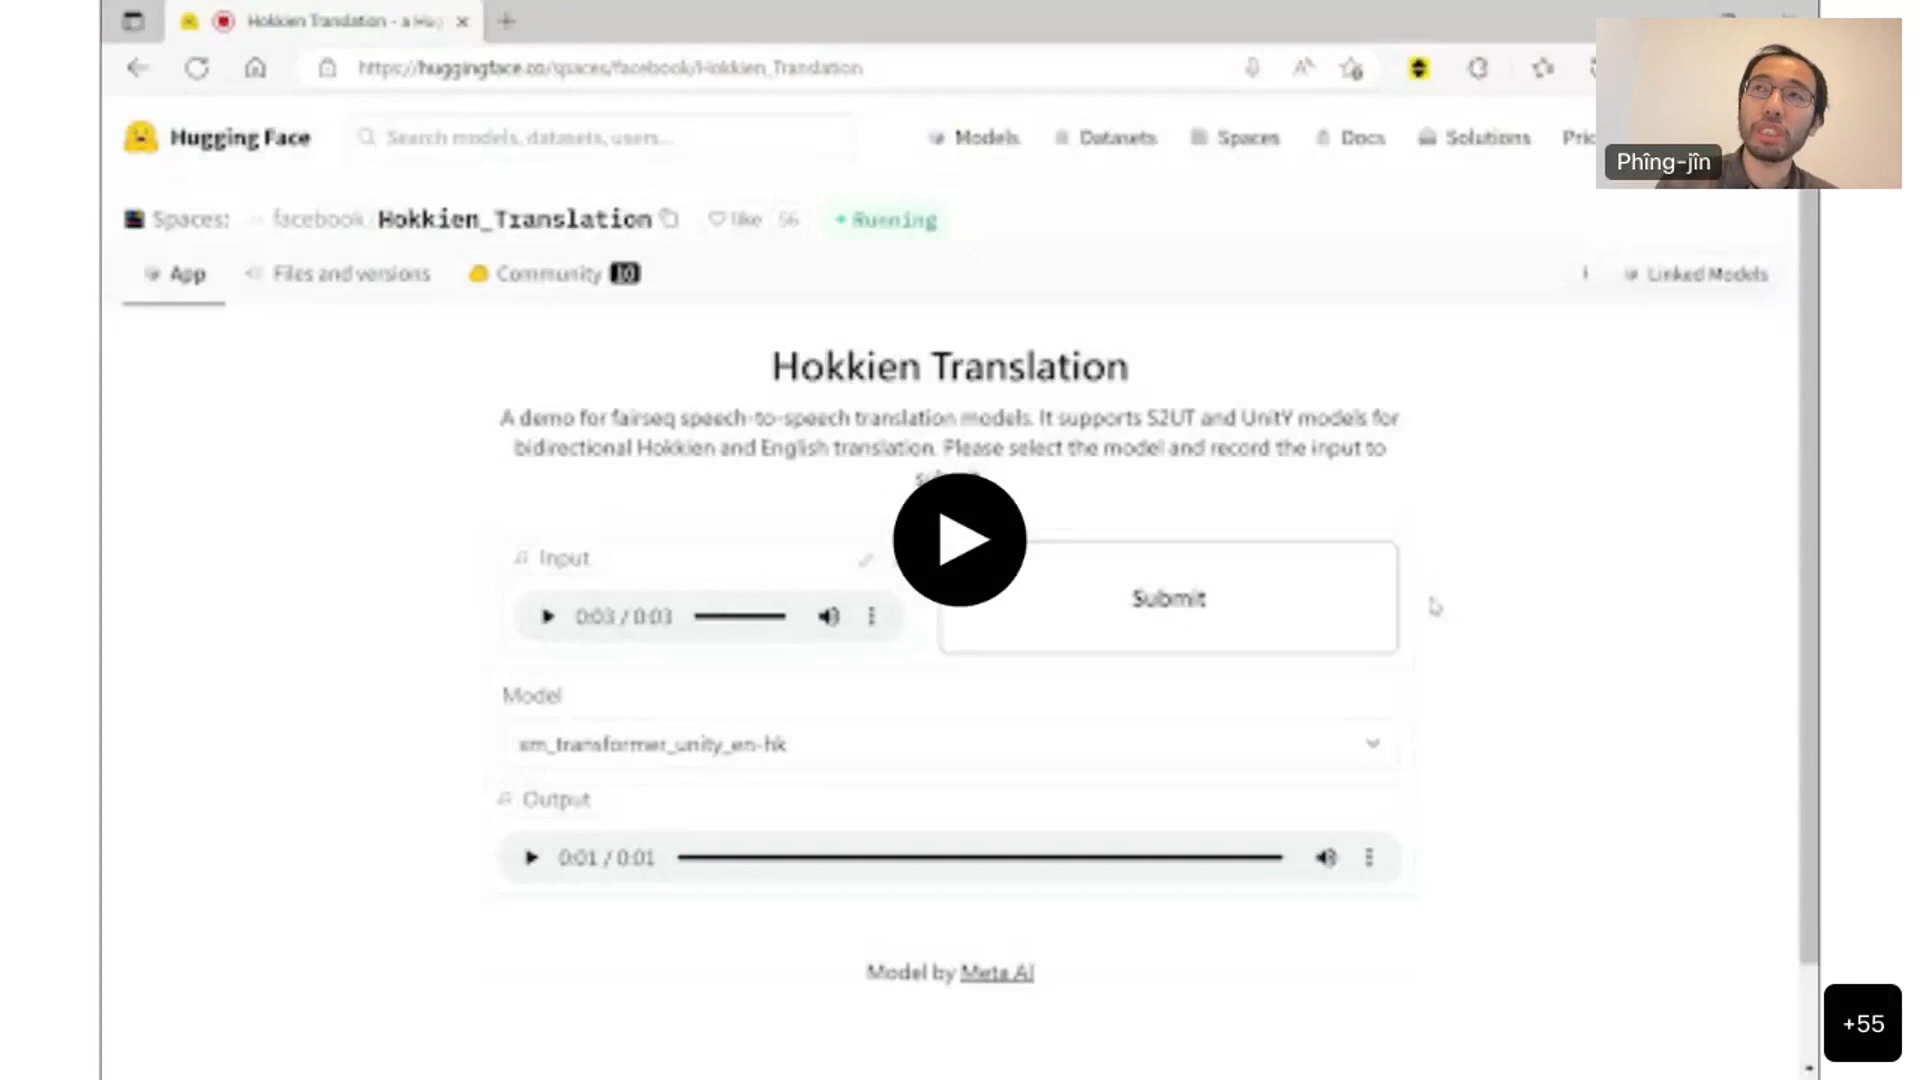 Hokkien Translation - a Hug
https://huggingface.co/spaces/facebook/Hokkien_Translation
Hugging Face
Search models, datasets, users...
Models
Datasets
Spaces
Docs
Solutions
Phîng-jîn
Spaces:
facebook
Hokkien_Translation
like
56
Running
App
Files and versions
Community
10
Linked Models
Hokkien Translation
A demo for fairseq speech-to-speech translation models. It supports S2UT and UnitY models for
bidirectional Hokkien and English translation. Please select the model and record the input to
Input
0:03 / 0:03
Submit
Model
xm_transformer_unity_en-hk
Output
0:01 / 0:01
Model by Meta AI
+55